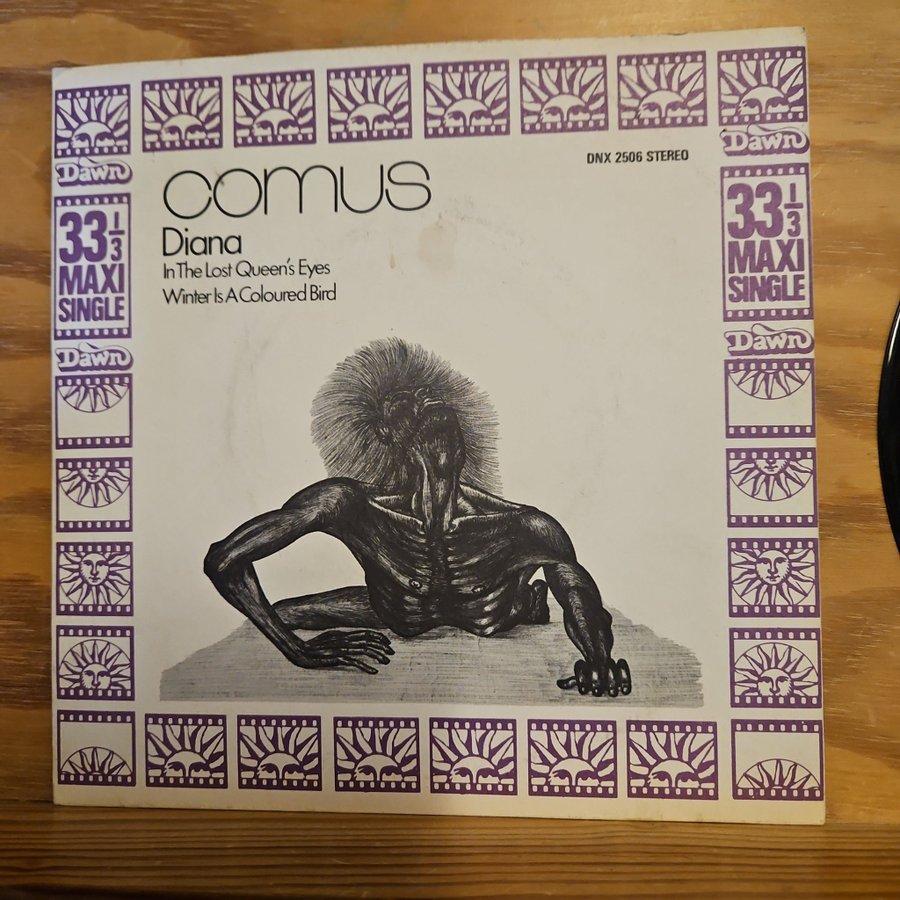 DNX 2506 STEREO
Dawn
Dawn
comus
33 1/3
MAXI
SINGLE
33 1/3
MAXI
SINGLE
Diana
In The Lost Queen's Eyes
Winter Is A Coloured Bird
Dawn
Dawn